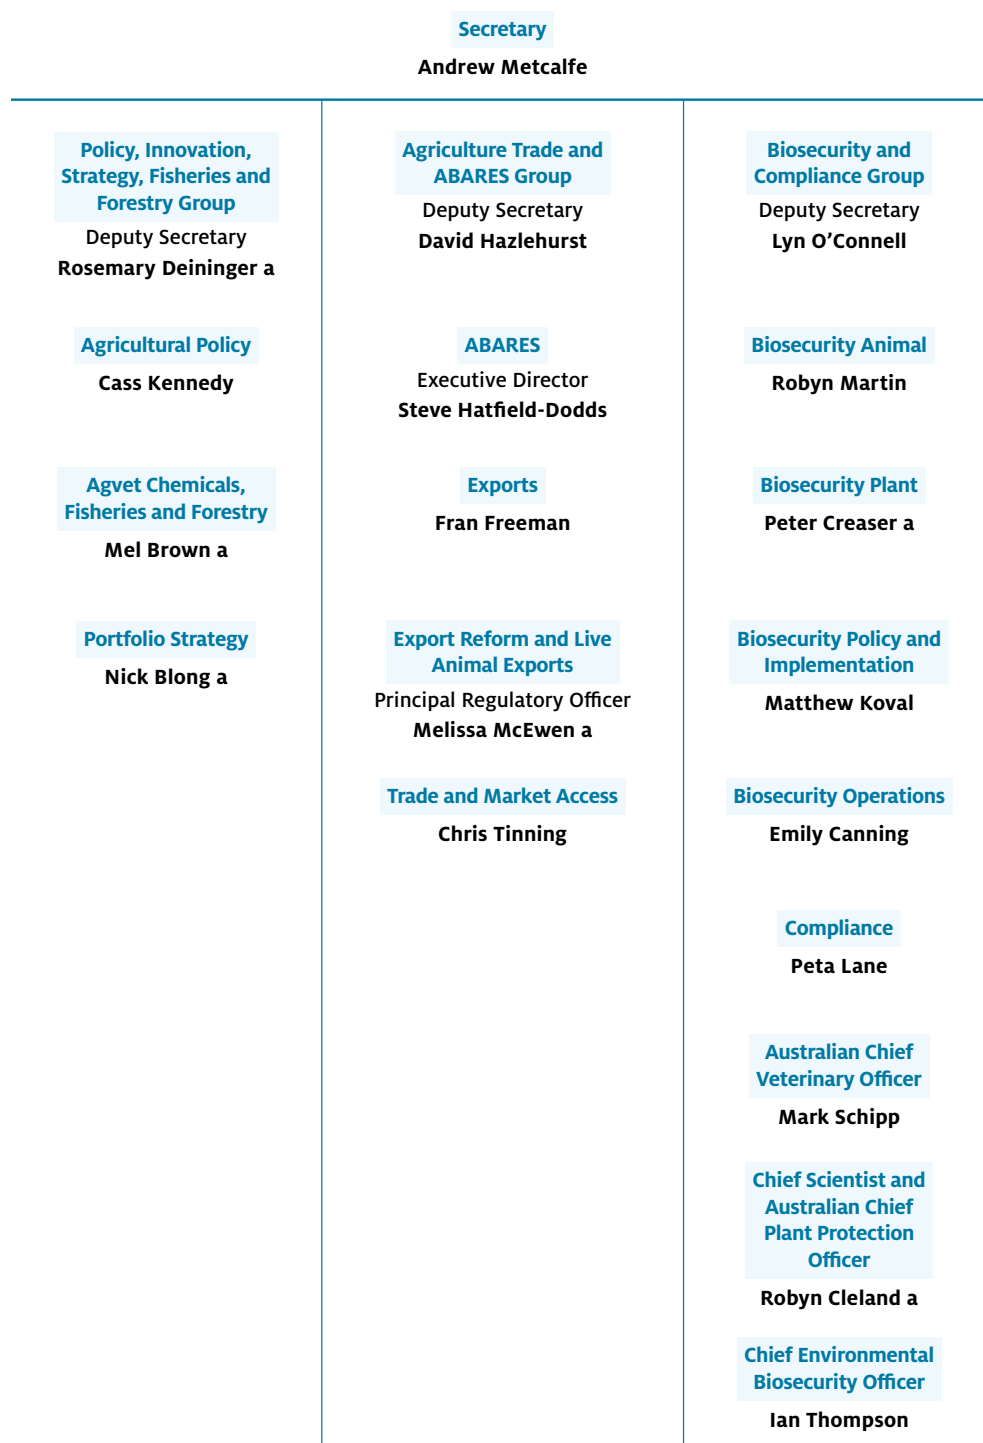 Secretary
Andrew Metcalfe
Policy, Innovation,
Strategy, Fisheries and
Forestry Group
Deputy Secretary
Rosemary Deininger a
Agricultural Policy
Cass Kennedy
Agvet Chemicals,
Fisheries and Forestry
Mel Brown a
Portfolio Strategy
Nick Blong a
Agriculture Trade and
ABARES Group
Deputy Secretary
David Hazlehurst
ABARES
Executive Director
Steve Hatfield-Dodds
Exports
Fran Freeman
Export Reform and Live
Animal Exports
Principal Regulatory Officer
Melissa McEwen a
Trade and Market Access
Chris Tinning
Biosecurity and
Compliance Group
Deputy Secretary
Lyn O’Connell
Biosecurity Animal
Robyn Martin
Biosecurity Plant
Peter Creaser a
Biosecurity Policy and
Implementation
Matthew Koval
Biosecurity Operations
Emily Canning
Compliance
Peta Lane
Australian Chief
Veterinary Officer
Mark Schipp
Chief Scientist and
Australian Chief
Plant Protection
Officer
Robyn Cleland a
Chief Environmental
Biosecurity Officer
Ian Thompson